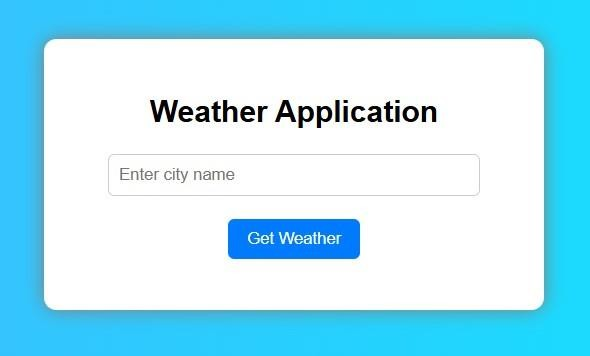 Weather Application
Enter city name
Get Weather